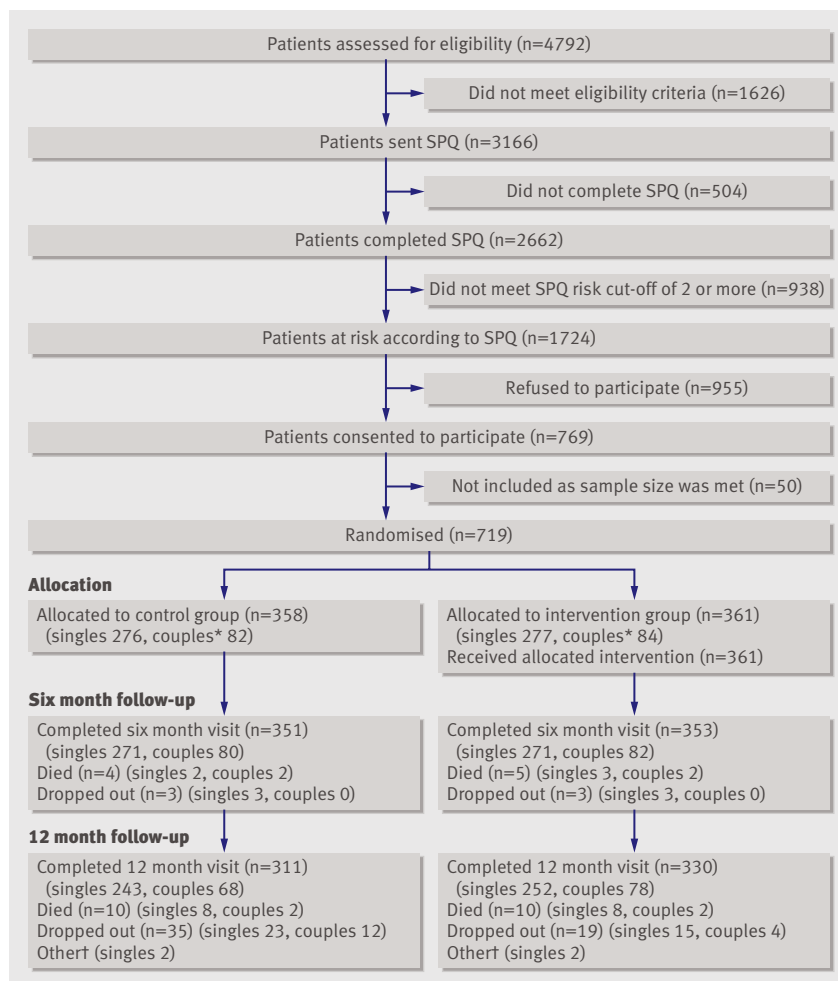 Patients assessed for eligibility (n=4792)
Did not meet eligibility criteria (n=1626)
Patients sent SPQ (n=3166)
Did not complete SPQ (n=504)
Patients completed SPQ (n=2662)
Did not meet SPQ risk cut-off of 2 or more (n=938)
Patients at risk according to SPQ (n=1724)
Refused to participate (n=955)
Patients consented to participate (n=769)
Not included as sample size was met (n=50)
Randomised (n=719)
Allocation
Allocated to control group (n=358)
(singles 276, couples* 82)
Allocated to intervention group (n=361)
(singles 277, couples* 84)
Received allocated intervention (n=361)
Six month follow-up
Completed six month visit (n=351)
(singles 271, couples 80)
Died (n=4) (singles 2, couples 2)
Dropped out (n=3) (singles 3, couples 0)
Completed six month visit (n=353)
(singles 271, couples 82)
Died (n=5) (singles 3, couples 2)
Dropped out (n=3) (singles 3, couples 0)
12 month follow-up
Completed 12 month visit (n=311)
(singles 243, couples 68)
Died (n=10) (singles 8, couples 2)
Dropped out (n=35) (singles 23, couples 12)
Other† (singles 2)
Completed 12 month visit (n=330)
(singles 252, couples 78)
Died (n=10) (singles 8, couples 2)
Dropped out (n=19) (singles 15, couples 4)
Other† (singles 2)